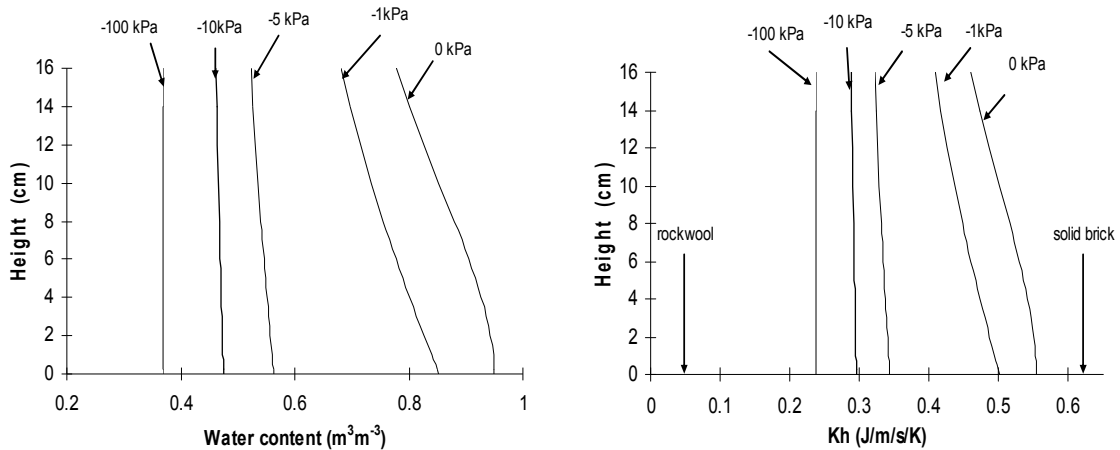 -100 kPa
-10kPa
-5 kPa
-1kPa
0 kPa
16
14
12
10
8
6
4
2
0
Height (cm)
0.2
0.4
0.6
0.8
1
Water content (m³m⁻³)
-100 kPa
-10 kPa
-5 kPa
-1kPa
0 kPa
16
14
12
10
8
6
4
2
0
Height (cm)
rockwool
solid brick
0
0.1
0.2
0.3
0.4
0.5
0.6
Kh (J/m/s/K)